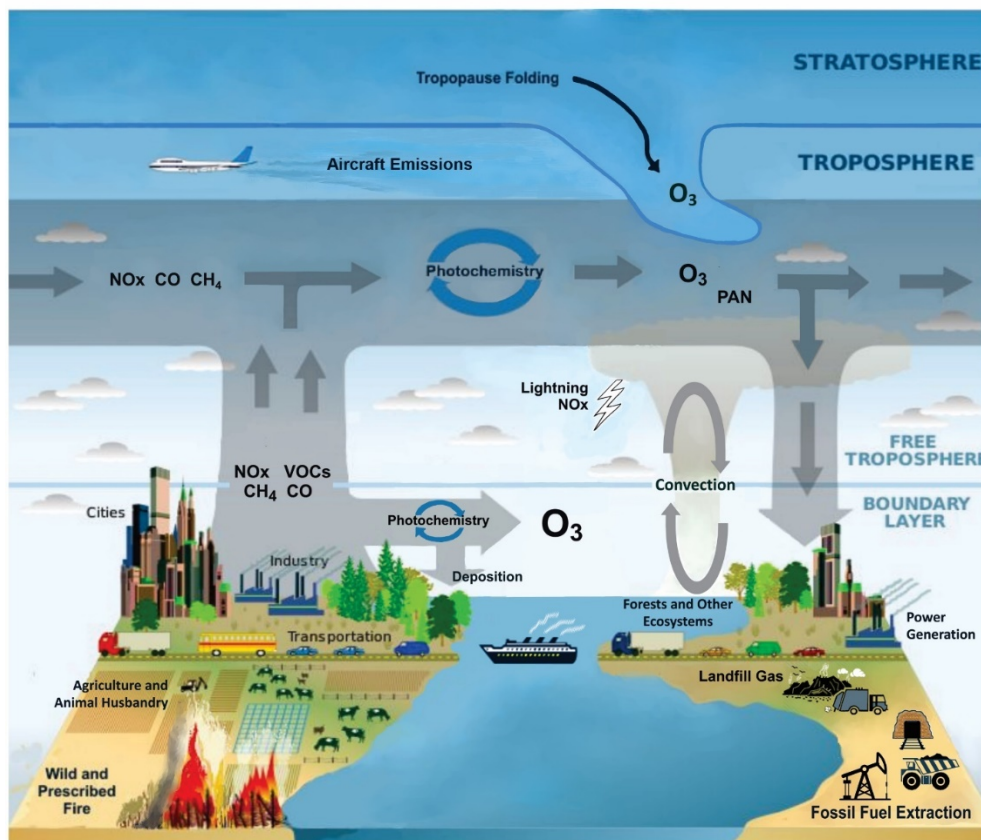 STRATOSPHERE
Tropopause Folding
Aircraft Emissions
TROPOSPHERE
O₃
NOx CO CH₄
Photochemistry
O₃
PAN
Lightning
NOx
FREE
TROPOSPHERE
NOx VOCs
CH₄ CO
Convection
BOUNDARY
LAYER
Cities
Photochemistry
O₃
Industry
Deposition
Forests and Other
Ecosystems
Power
Generation
Transportation
Landfill Gas
Agriculture and
Animal Husbandry
Wild and
Prescribed
Fire
Fossil Fuel Extraction